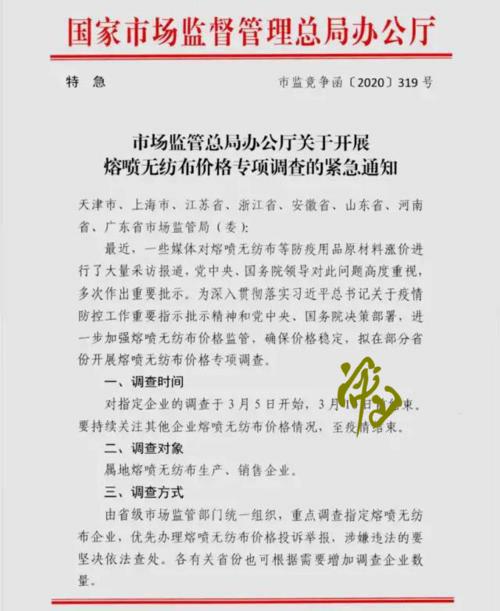 国家市场监督管理总局办公厅
特 急 市监竞争函〔2020〕319 号
市场监管总局办公厅关于开展
熔喷无纺布价格专项调查的紧急通知
天津市、上海市、江苏省、浙江省、安徽省、山东省、河南
省、广东省市场监管局（委）：
最近，一些媒体对熔喷无纺布等防疫用品原材料涨价进
行了大量采访报道，党中央、国务院领导对此问题高度重视，
多次作出重要批示。为深入贯彻落实习近平总书记关于疫情
防控工作重要指示批示精神和党中央、国务院决策部署，进
一步加强熔喷无纺布价格监管，确保价格稳定，拟在部分省
份开展熔喷无纺布价格专项调查。
一、调查时间
对指定企业的调查于 3 月 5 日开始，3 月 1 日前结束。
要持续关注其他企业熔喷无纺布价格情况，至疫情结束。
二、调查对象
属地熔喷无纺布生产、销售企业。
三、调查方式
由省级市场监管部门统一组织，重点调查指定熔喷无纺
布企业，优先办理熔喷无纺布价格投诉举报，涉嫌违法的要
坚决依法查处。各有关省份也可根据需要增加调查企业数
量。